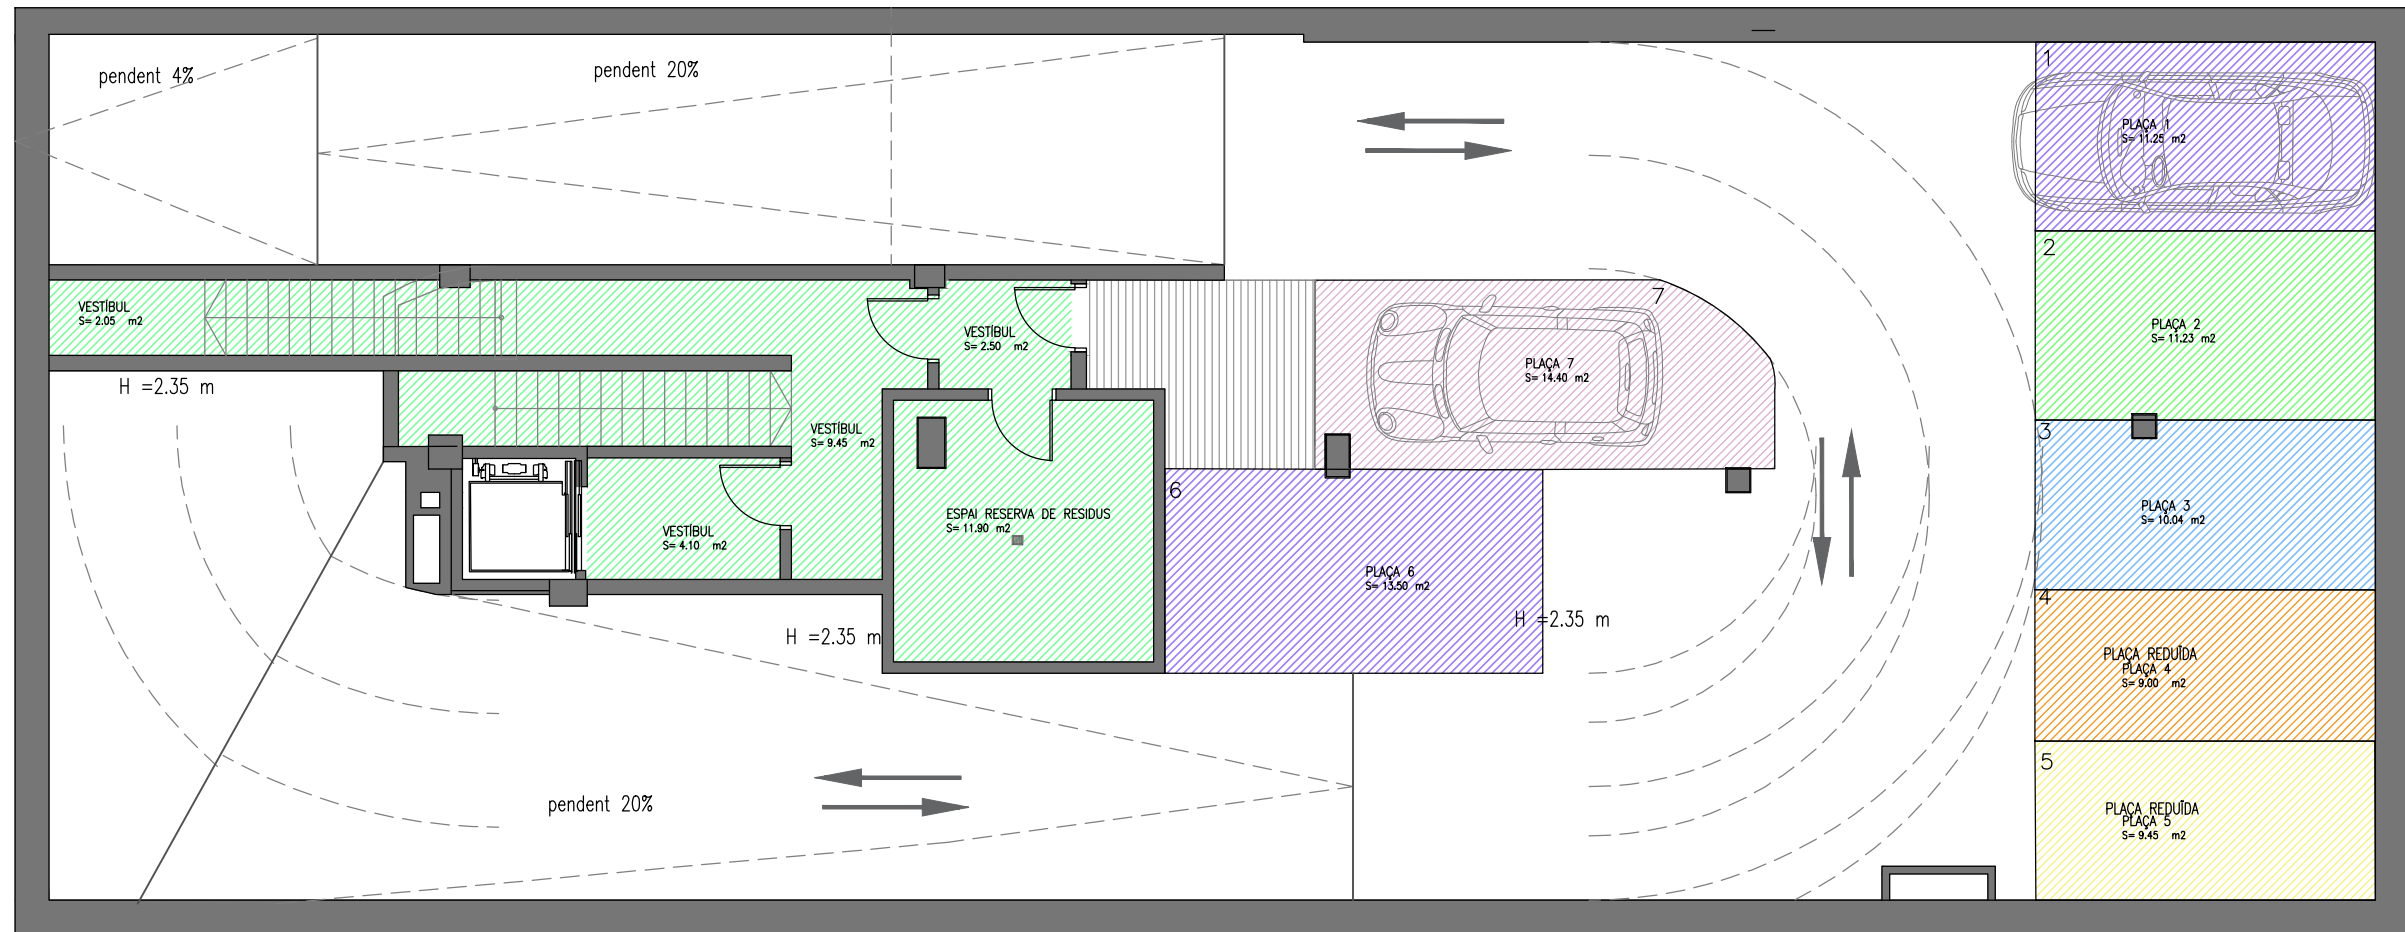 pendent 4%
pendent 20%
1
PLAÇA 1
S= 11.25 m2
2
PLAÇA 2
S= 11.23 m2
VESTÍBUL
S= 2.05 m2
VESTÍBUL
S= 2.50 m2
7
PLAÇA 7
S= 14.40 m2
H =2.35 m
VESTÍBUL
S= 9.45 m2
3
PLAÇA 3
S= 10.04 m2
6
PLAÇA 6
S= 13.50 m2
ESPAI RESERVA DE RESIDUS
S= 11.90 m2
VESTÍBUL
S= 4.10 m2
H =2.35 m
H =2.35 m
4
PLAÇA REDUÏDA
PLAÇA 4
S= 9.00 m2
5
PLAÇA REDUÏDA
PLAÇA 5
S= 9.45 m2
pendent 20%